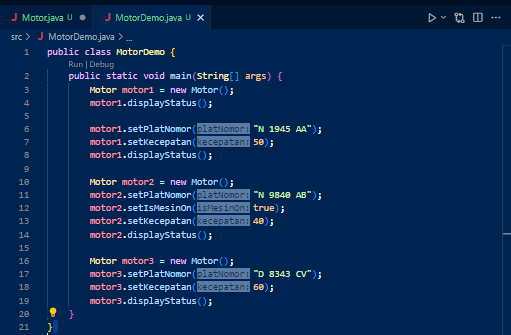 J Motor.java U ●
J MotorDemo.java U ×
src > J MotorDemo.java > ...
1 public class MotorDemo {
Run | Debug
2 public static void main(String[] args) {
3 Motor motor1 = new Motor();
4 motor1.displayStatus();
5
6 motor1.setPlatNomor(platNomor: "N 1945 AA");
7 motor1.setKecepatan(kecepatan: 50);
8 motor1.displayStatus();
9
10 Motor motor2 = new Motor();
11 motor2.setPlatNomor(platNomor: "N 9840 AB");
12 motor2.setIsMesinOn(isMesinOn: true);
13 motor2.setKecepatan(kecepatan: 40);
14 motor2.displayStatus();
15
16 Motor motor3 = new Motor();
17 motor3.setPlatNomor(platNomor: "D 8343 CV");
18 motor3.setKecepatan(kecepatan: 60);
19 motor3.displayStatus();
20 }
21 }